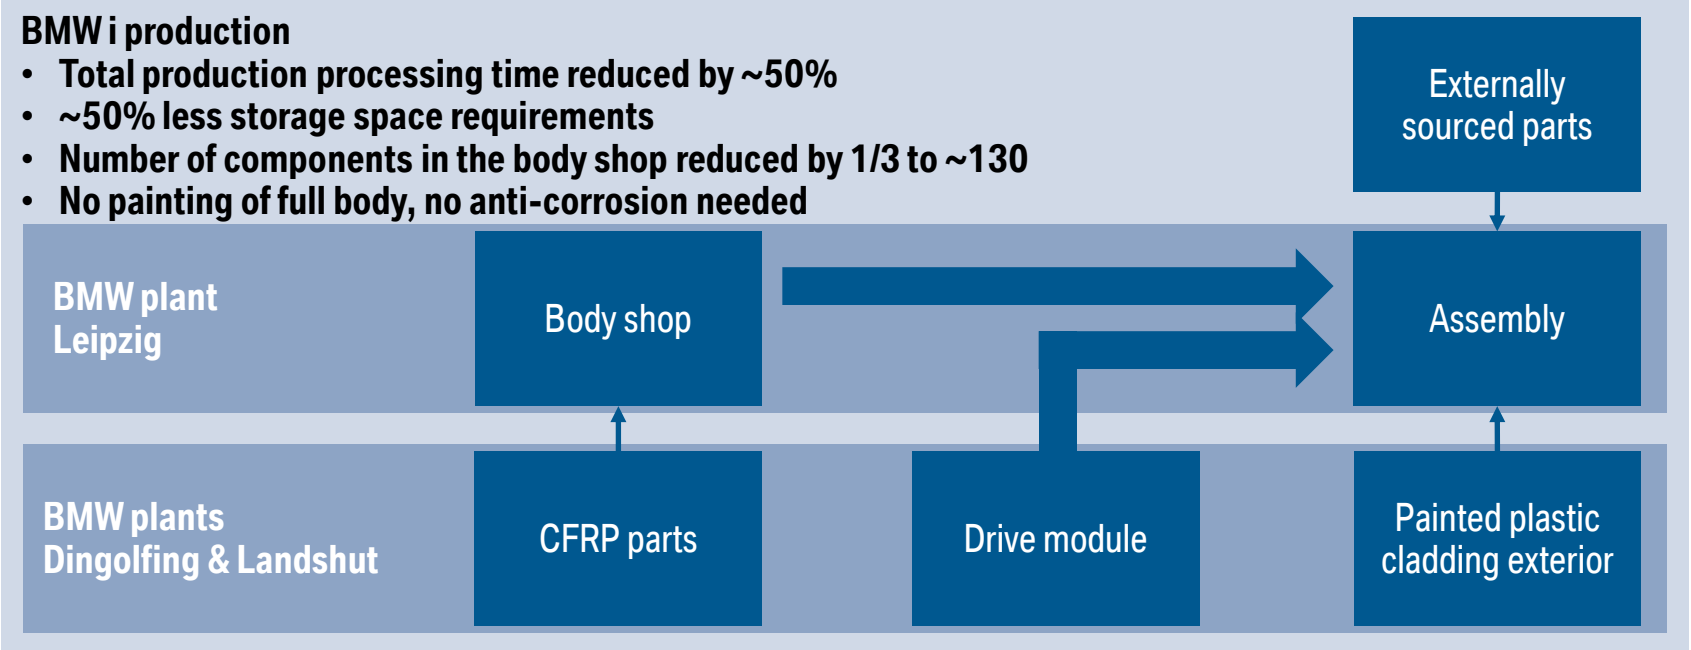 BMW i production
• Total production processing time reduced by ~50%
• ~50% less storage space requirements
• Number of components in the body shop reduced by 1/3 to ~130
• No painting of full body, no anti-corrosion needed
Externally
sourced parts
BMW plant
Leipzig
Body shop
Assembly
BMW plants
Dingolfing & Landshut
CFRP parts
Drive module
Painted plastic
cladding exterior